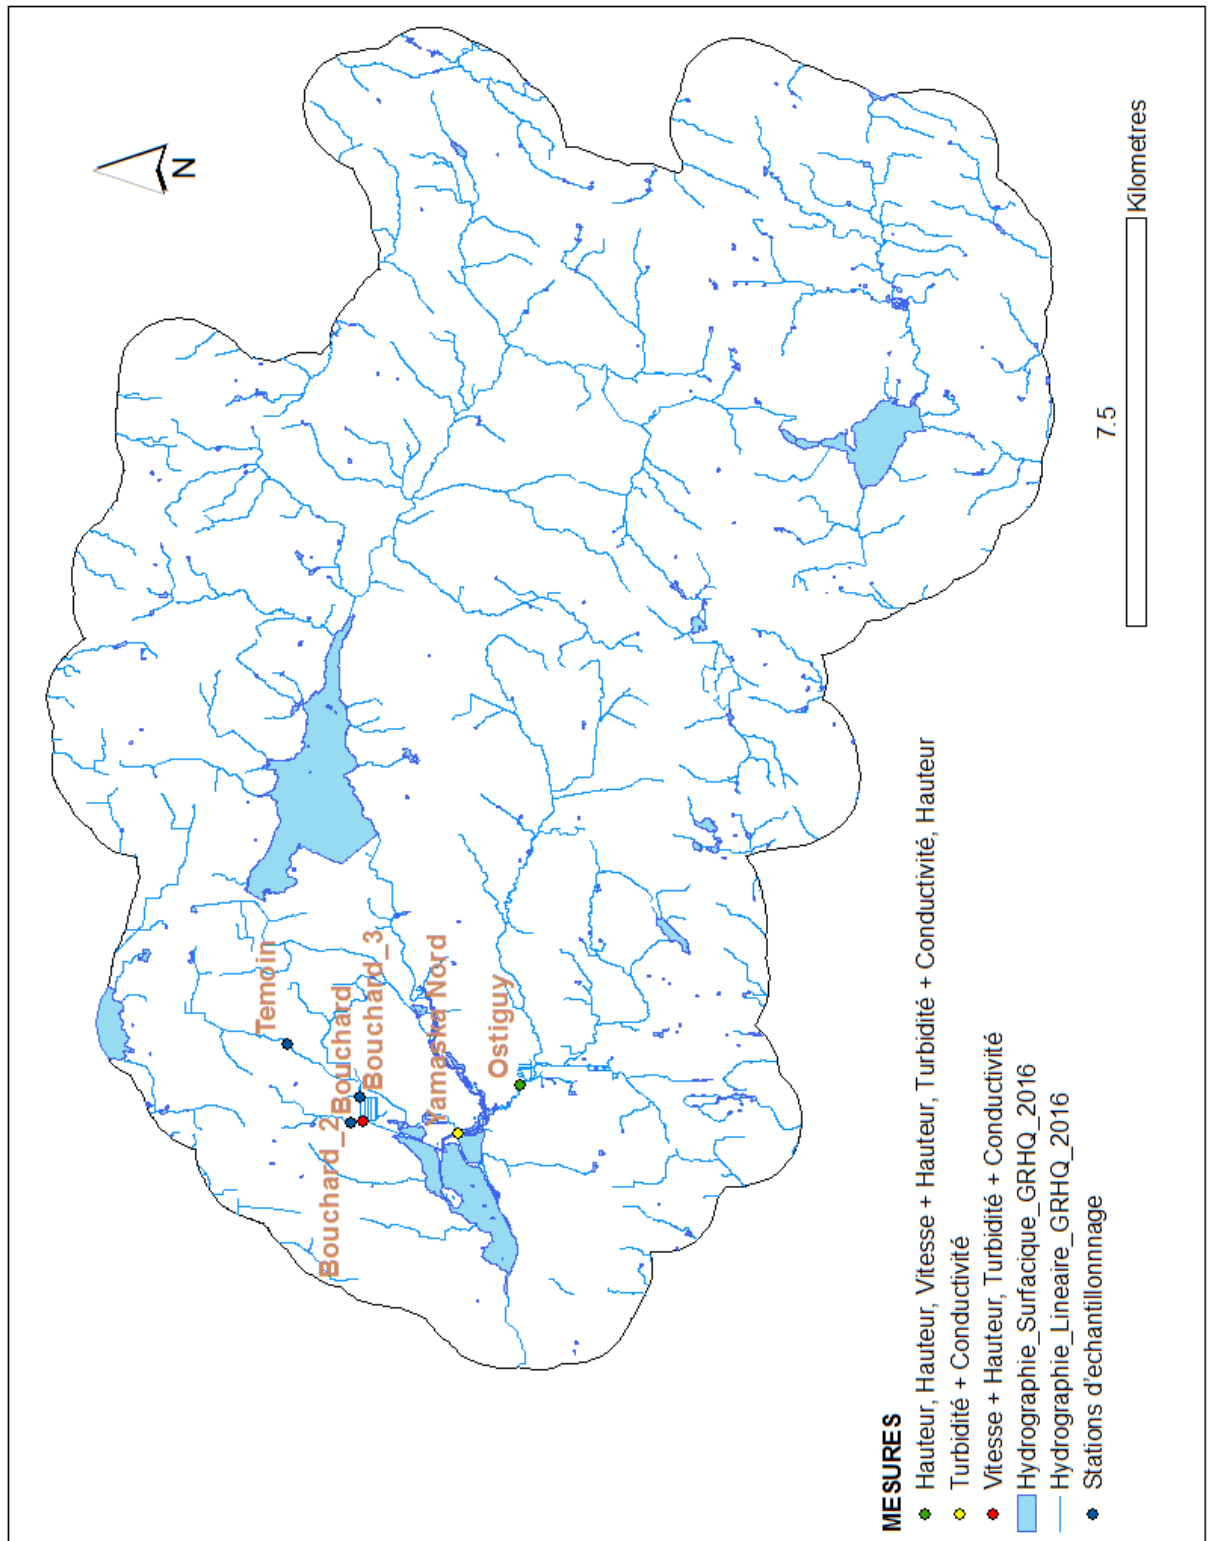 N
Temoin
Bouchard_2
Bouchard
Bouchard_3
Yamaska Nord
Ostiguy
MESURES
Hauteur, Hauteur, Vitesse + Hauteur, Turbidité + Conductivité, Hauteur
Turbidité + Conductivité
Vitesse + Hauteur, Turbidité + Conductivité
Hydrographie_Surfacique_GRHQ_2016
Hydrographie_Lineaire_GRHQ_2016
Stations d'echantillonnnage
7.5
Kilometres